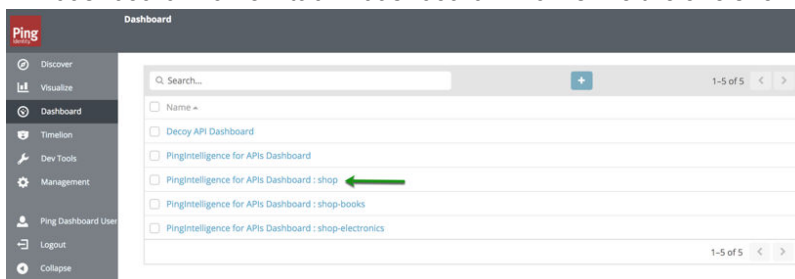 Dashboard
Ping
Identity
Discover
Visualize
Dashboard
Timelion
Dev Tools
Management
Ping Dashboard User
Logout
Collapse
Search...
+
1–5 of 5 < >
Name
Decoy API Dashboard
PingIntelligence for APIs Dashboard
PingIntelligence for APIs Dashboard : shop
PingIntelligence for APIs Dashboard : shop-books
PingIntelligence for APIs Dashboard : shop-electronics
1–5 of 5 < >